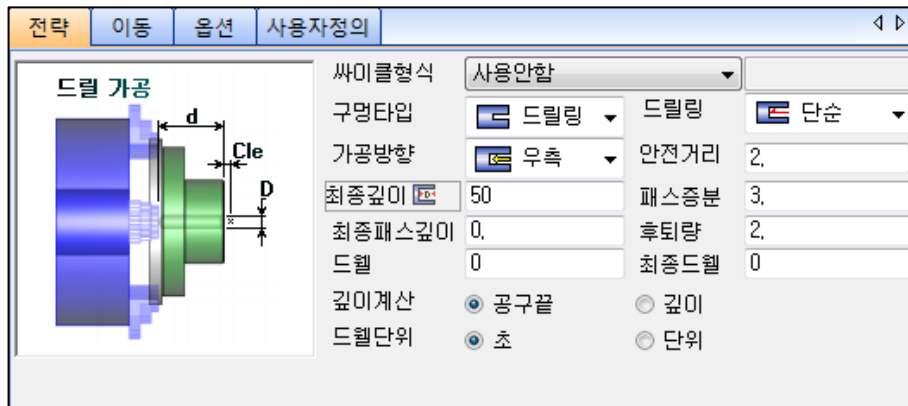 전략 이동 옵션 사용자정의
드릴 가공
d
Cle
D
싸이클형식 사용안함
구멍타입 드릴링 드릴링 단순
가공방향 우측 안전거리 2,
최종깊이 50 패스증분 3,
최종패스깊이 0, 후퇴량 2,
드웰 0 최종드웰 0
깊이계산 공구끝 깊이
드웰단위 초 단위